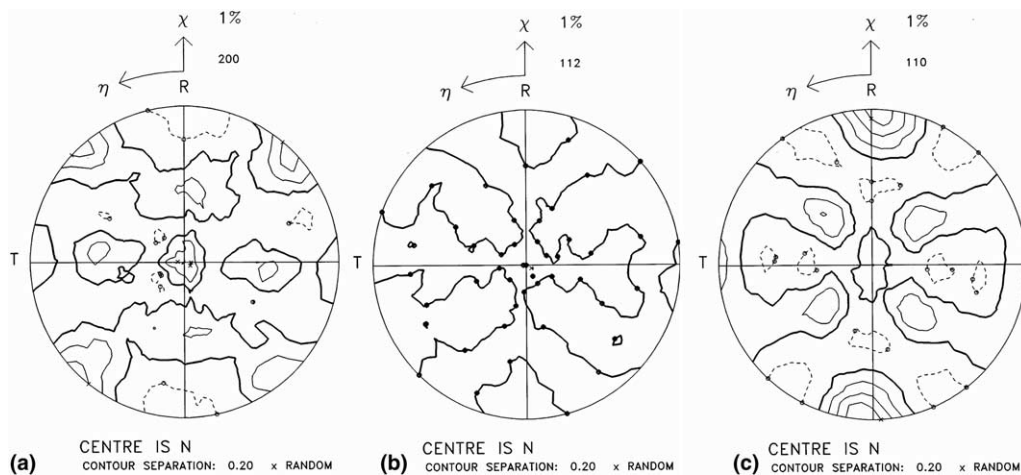 χ 1%
200
η R
T
CENTRE IS N
(a) CONTOUR SEPARATION: 0.20 x RANDOM
χ 1%
112
η R
T
CENTRE IS N
(b) CONTOUR SEPARATION: 0.20 x RANDOM
χ 1%
110
η R
T
CENTRE IS N
(c) CONTOUR SEPARATION: 0.20 x RANDOM